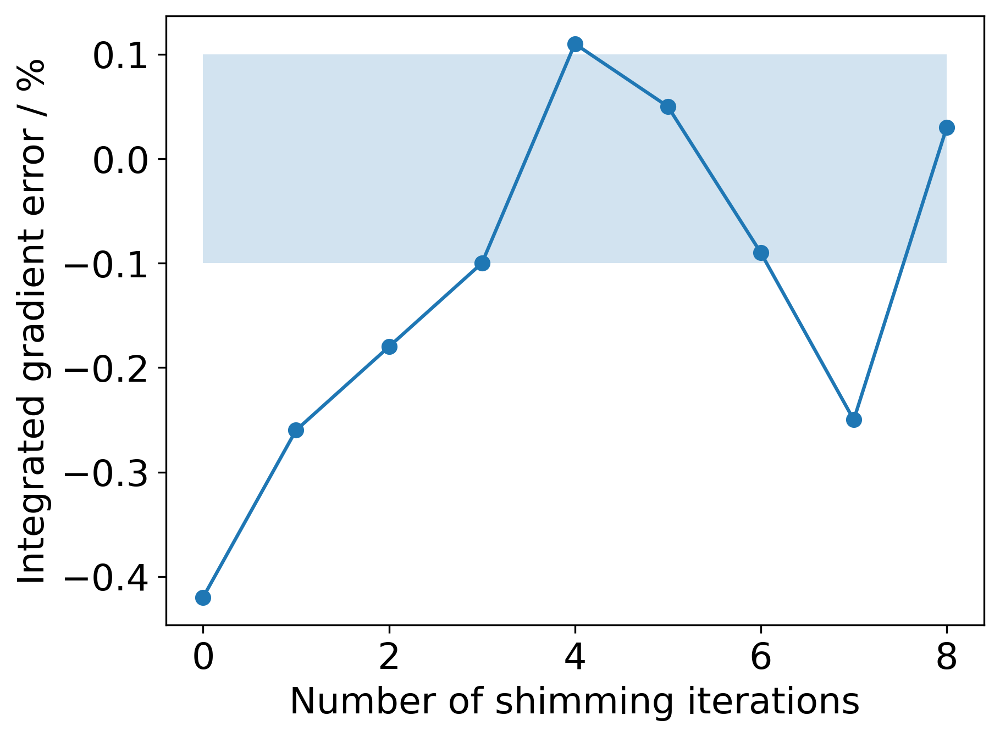 Integrated gradient error / %
0.1
0.0
−0.1
−0.2
−0.3
−0.4
0 2 4 6 8
Number of shimming iterations